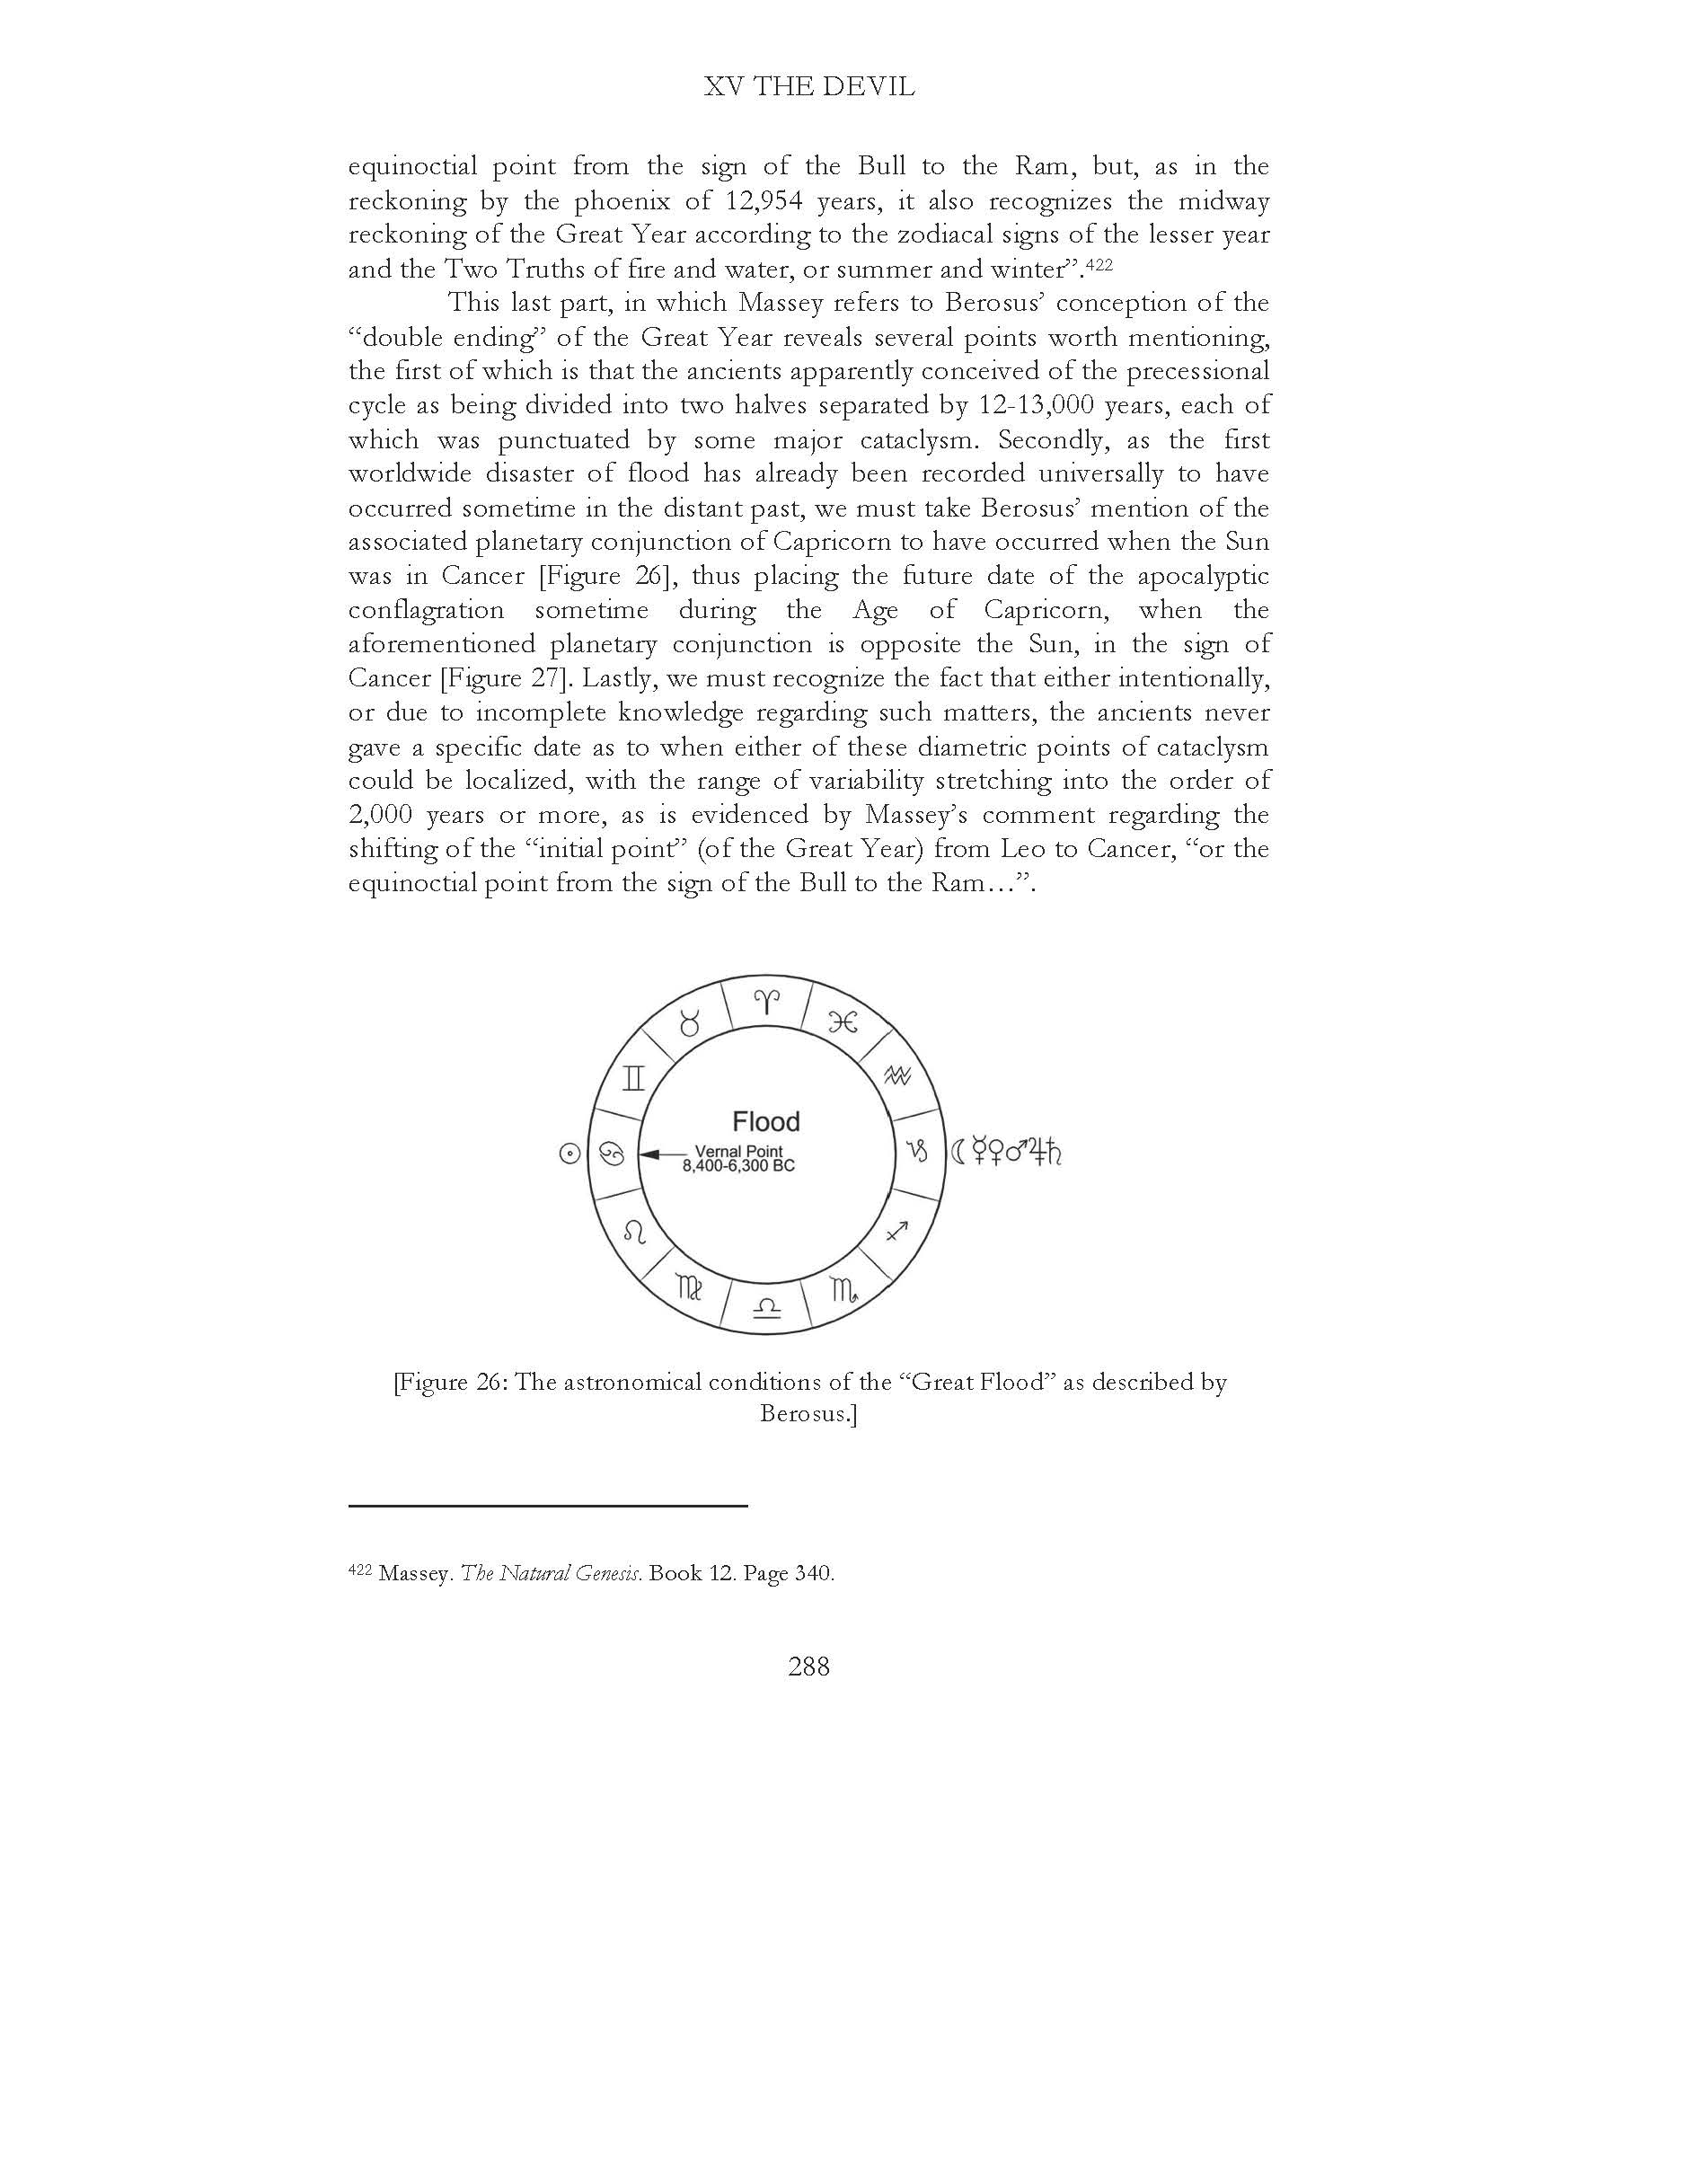 XV THE DEVIL
equinoctial point from the sign of the Bull to the Ram, but, as in the
reckoning by the phoenix of 12,954 years, it also recognizes the midway
reckoning of the Great Year according to the zodiacal signs of the lesser year
and the Two Truths of fire and water, or summer and winter”.422
This last part, in which Massey refers to Berosus’ conception of the
“double ending” of the Great Year reveals several points worth mentioning,
the first of which is that the ancients apparently conceived of the precessional
cycle as being divided into two halves separated by 12-13,000 years, each of
which was punctuated by some major cataclysm. Secondly, as the first
worldwide disaster of flood has already been recorded universally to have
occurred sometime in the distant past, we must take Berosus’ mention of the
associated planetary conjunction of Capricorn to have occurred when the Sun
was in Cancer [Figure 26], thus placing the future date of the apocalyptic
conflagration sometime during the Age of Capricorn, when the
aforementioned planetary conjunction is opposite the Sun, in the sign of
Cancer [Figure 27]. Lastly, we must recognize the fact that either intentionally,
or due to incomplete knowledge regarding such matters, the ancients never
gave a specific date as to when either of these diametric points of cataclysm
could be localized, with the range of variability stretching into the order of
2,000 years or more, as is evidenced by Massey’s comment regarding the
shifting of the “initial point” (of the Great Year) from Leo to Cancer, “or the
equinoctial point from the sign of the Bull to the Ram…”.
♈
♉ ♓
♊ ♒
Flood
☉ ♋ Vernal Point ♑ ☾☿♀♂♃♄
8,400-6,300 BC
♌ ♐
♍ ♏
♎
[Figure 26: The astronomical conditions of the “Great Flood” as described by
Berosus.]
422 Massey. The Natural Genesis. Book 12. Page 340.
288